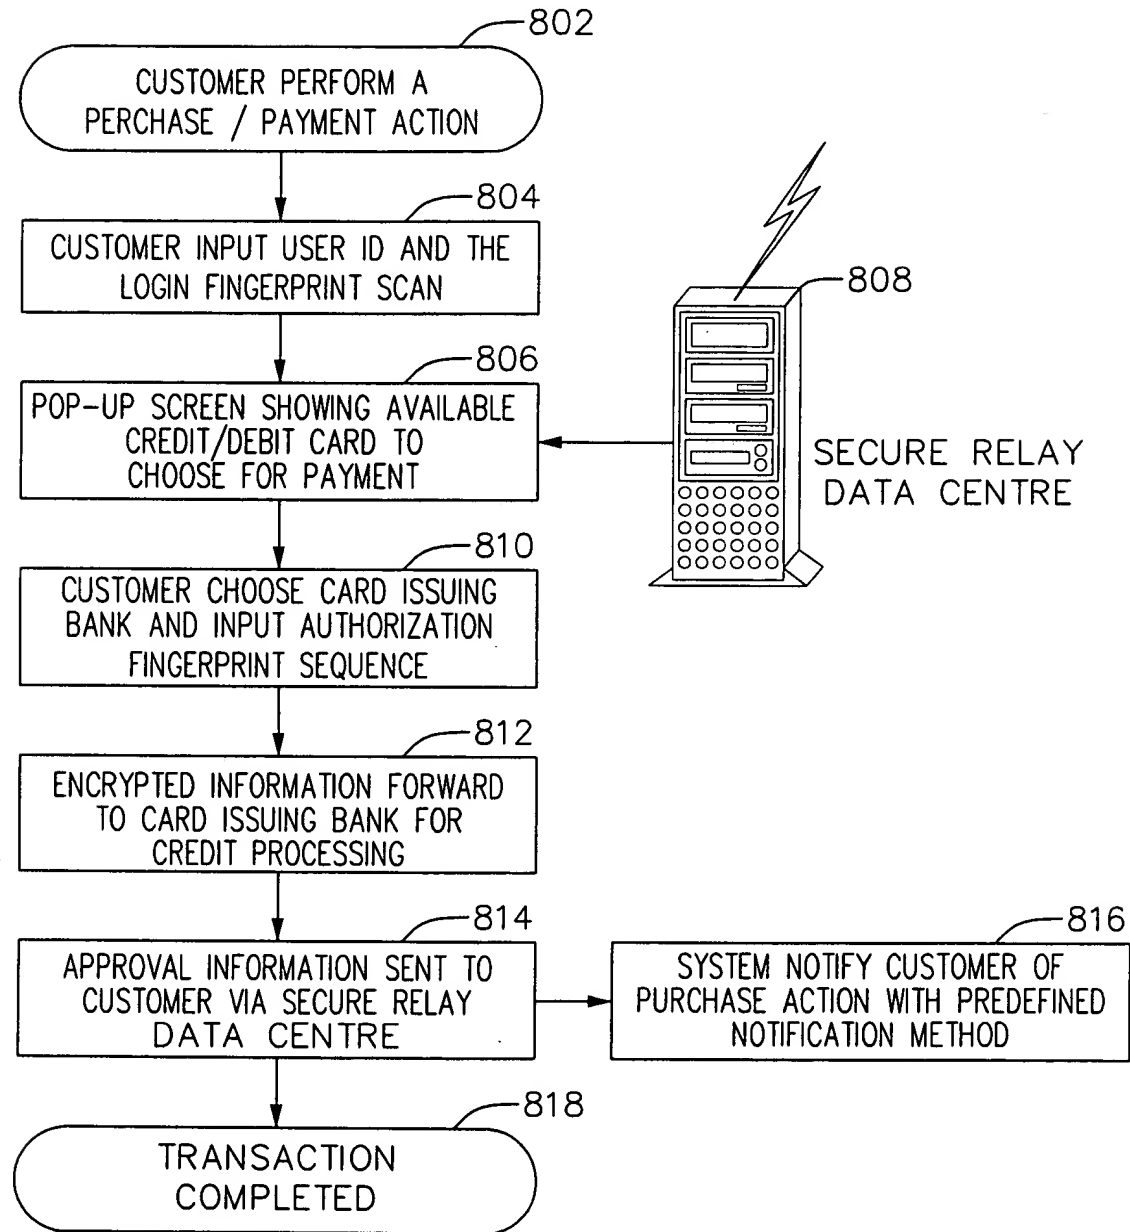 802
CUSTOMER PERFORM A
PERCHASE / PAYMENT ACTION
804
CUSTOMER INPUT USER ID AND THE
LOGIN FINGERPRINT SCAN
806
POP-UP SCREEN SHOWING AVAILABLE
CREDIT/DEBIT CARD TO
CHOOSE FOR PAYMENT
808
SECURE RELAY
DATA CENTRE
810
CUSTOMER CHOOSE CARD ISSUING
BANK AND INPUT AUTHORIZATION
FINGERPRINT SEQUENCE
812
ENCRYPTED INFORMATION FORWARD
TO CARD ISSUING BANK FOR
CREDIT PROCESSING
814
APPROVAL INFORMATION SENT TO
CUSTOMER VIA SECURE RELAY
DATA CENTRE
816
SYSTEM NOTIFY CUSTOMER OF
PURCHASE ACTION WITH PREDEFINED
NOTIFICATION METHOD
818
TRANSACTION
COMPLETED